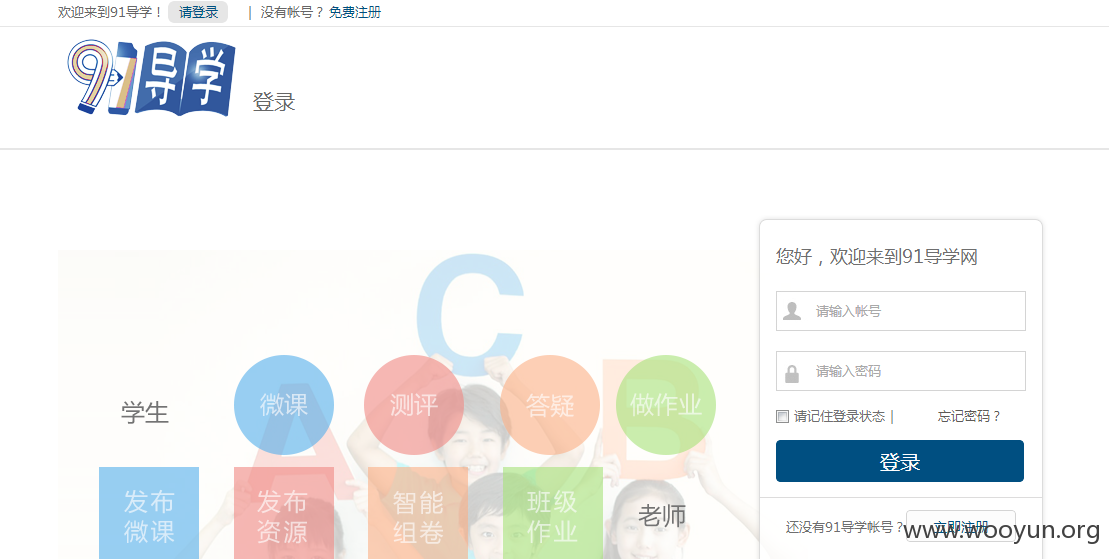 欢迎来到91导学！ 请登录 | 没有帐号？ 免费注册
91导学 登录
C
您好，欢迎来到91导学网
请输入帐号
请输入密码
A B
学生 微课 测评 答疑 做作业
请记住登录状态 | 忘记密码？
登录
发布微课 发布资源 智能组卷 班级作业 老师
还没有91导学帐号？ 立即注册
www.wooyun.org